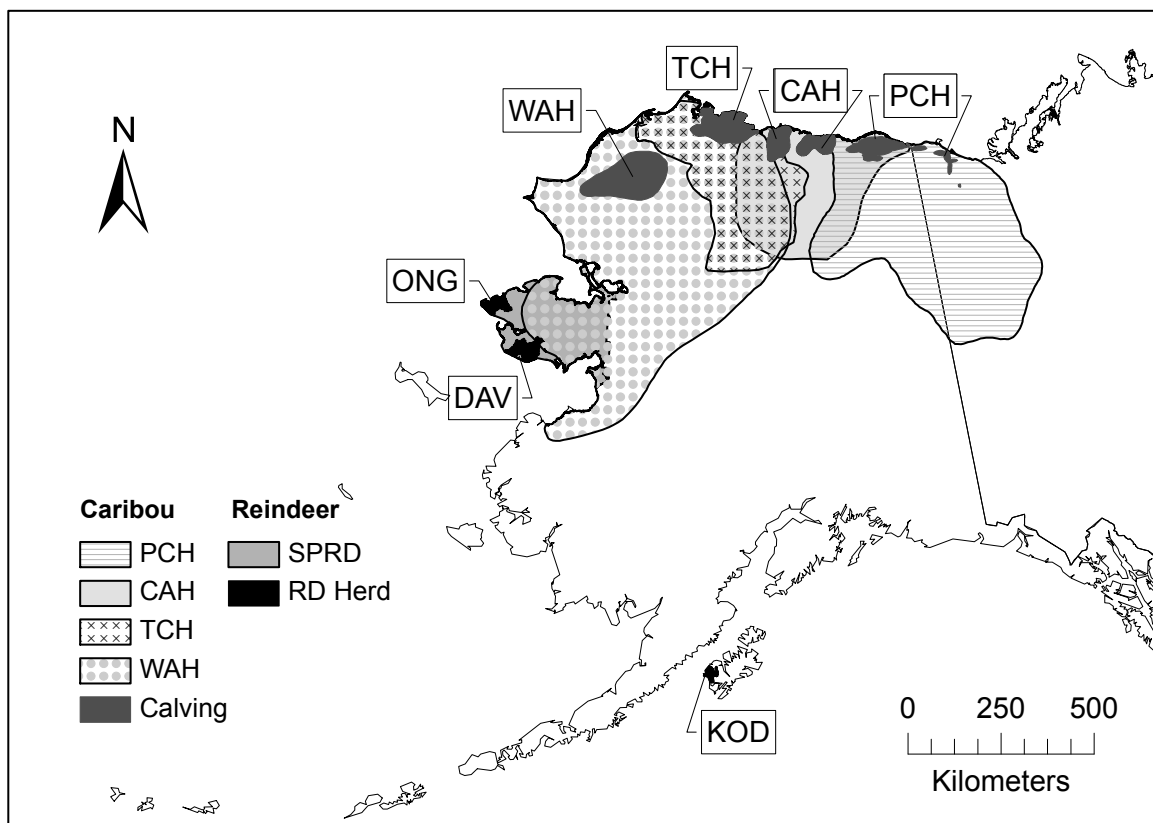 TCH
CAH
PCH
WAH
N
ONG
DAV
Caribou Reindeer
PCH SPRD
CAH RD Herd
TCH
WAH
Calving
KOD
0 250 500
Kilometers